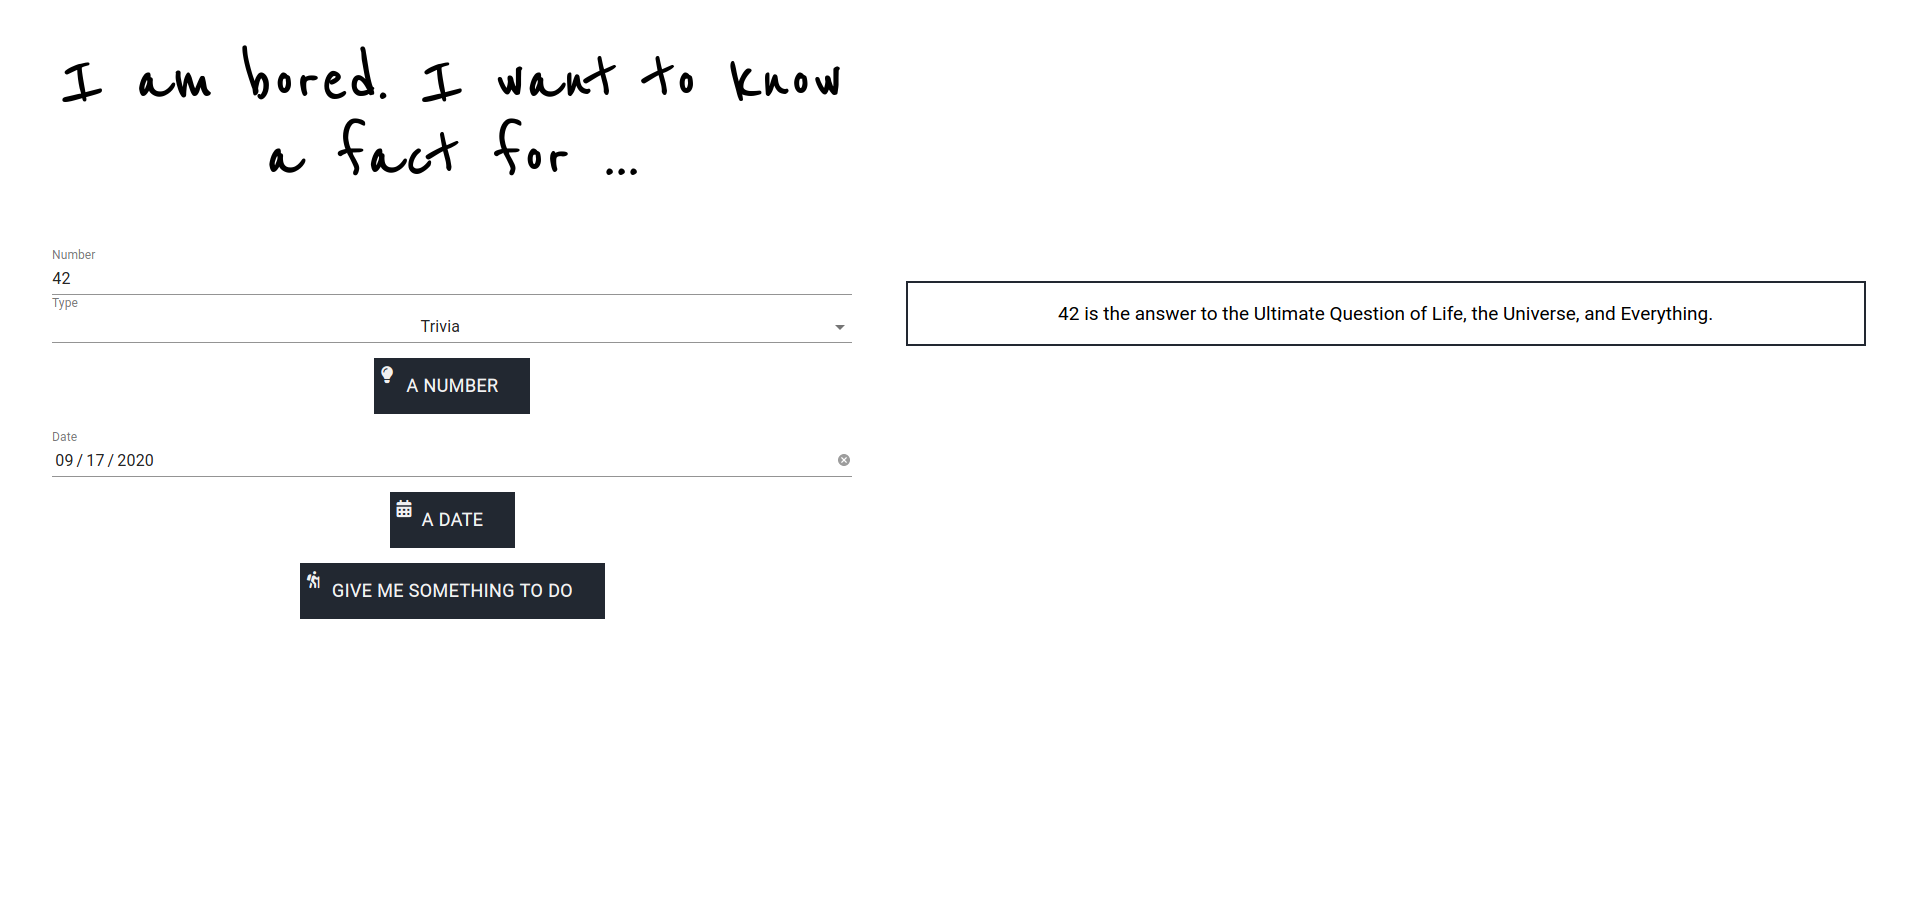 I am bored. I want to know
a fact for ...
Number
42
Type
Trivia
A NUMBER
Date
09 / 17 / 2020
A DATE
GIVE ME SOMETHING TO DO
42 is the answer to the Ultimate Question of Life, the Universe, and Everything.